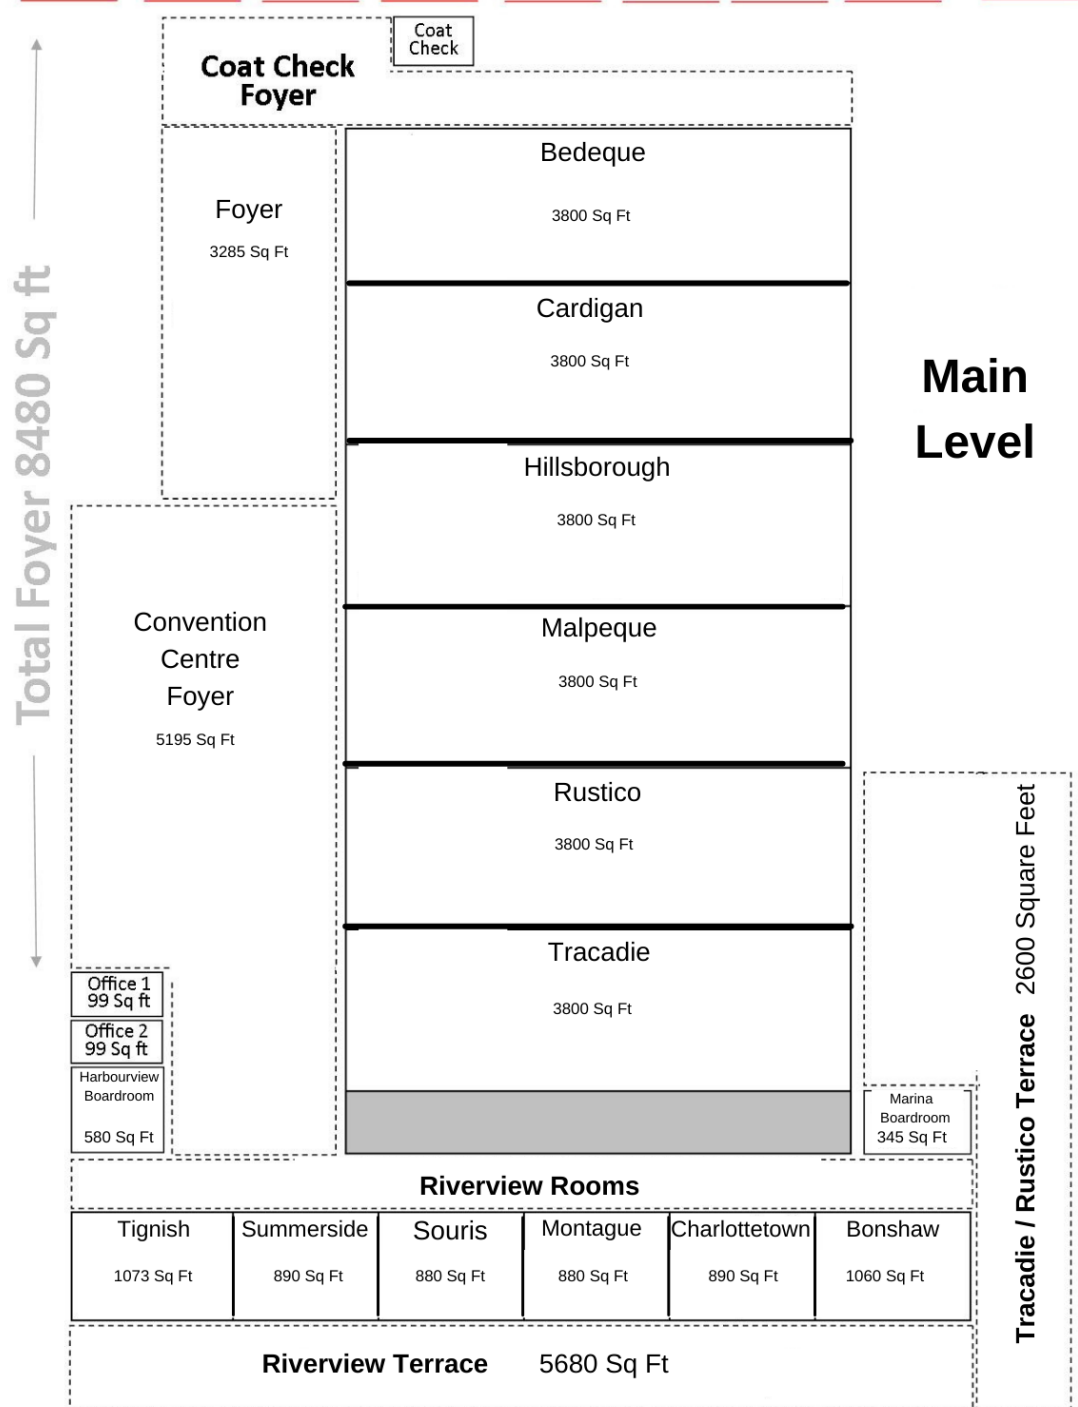 Coat
Check
Coat Check
Foyer
Bedeque
3800 Sq Ft
Foyer
3285 Sq Ft
Total Foyer 8480 Sq ft
Cardigan
3800 Sq Ft
Main
Level
Hillsborough
3800 Sq Ft
Convention
Centre
Foyer
5195 Sq Ft
Malpeque
3800 Sq Ft
Rustico
3800 Sq Ft
Tracadie / Rustico Terrace 2600 Square Feet
Tracadie
3800 Sq Ft
Office 1
99 Sq ft
Office 2
99 Sq ft
Harbourview
Boardroom
580 Sq Ft
Marina
Boardroom
345 Sq Ft
Riverview Rooms
Tignish
1073 Sq Ft
Summerside
890 Sq Ft
Souris
880 Sq Ft
Montague
880 Sq Ft
Charlottetown
890 Sq Ft
Bonshaw
1060 Sq Ft
Riverview Terrace 5680 Sq Ft